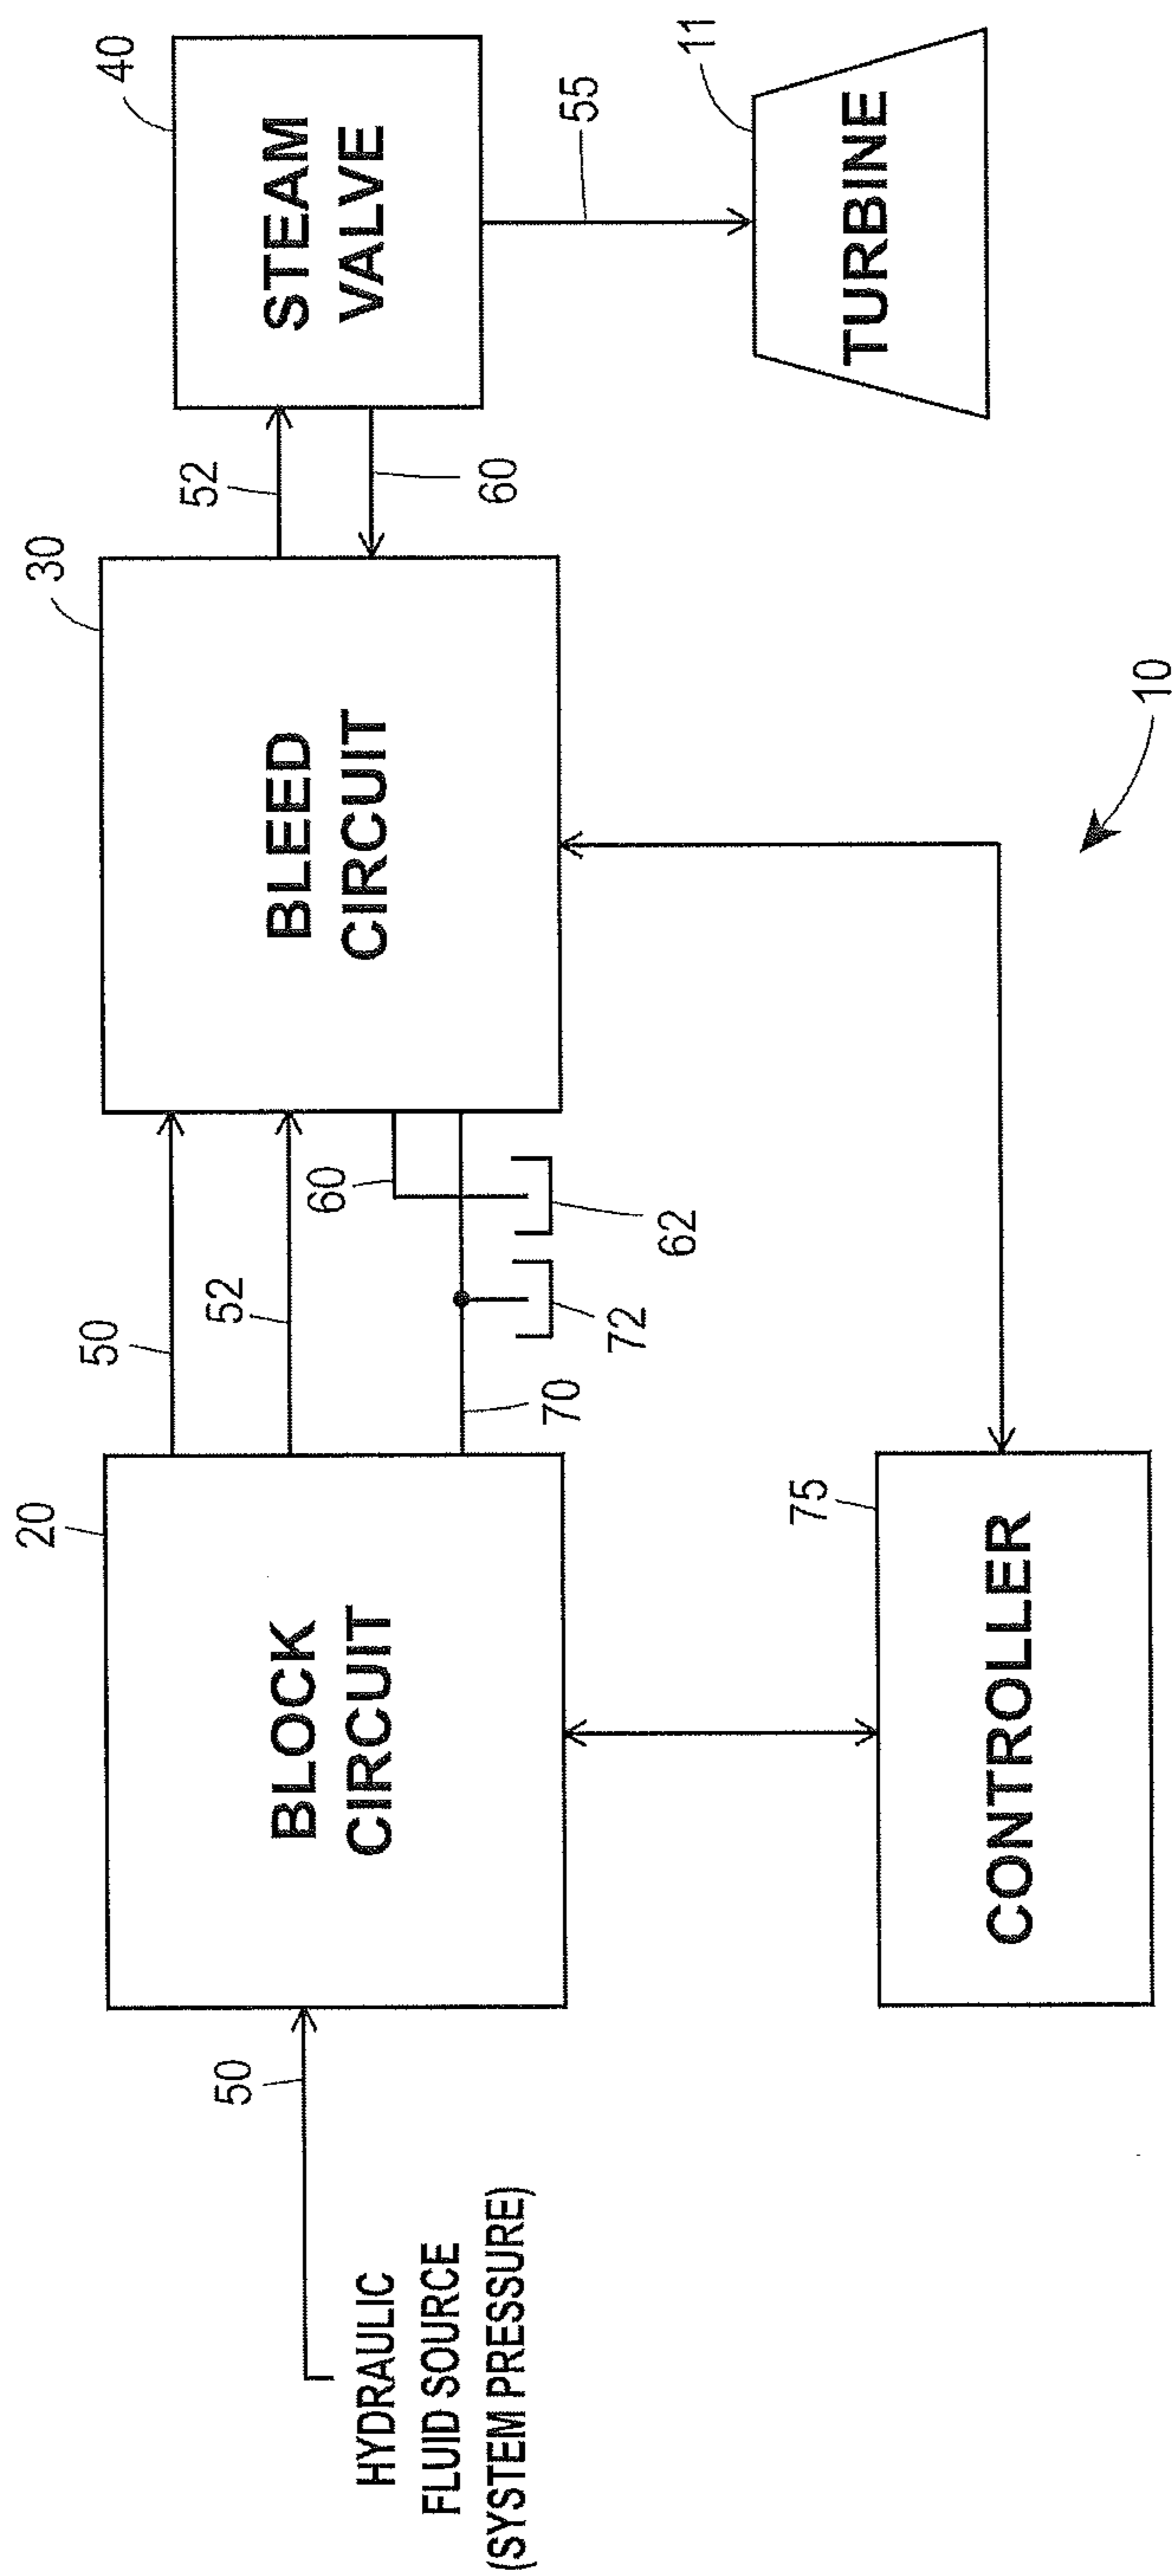 HYDRAULIC
FLUID SOURCE
(SYSTEM PRESSURE)
50
20
BLOCK
CIRCUIT
50
52
70
72
60
62
30
BLEED
CIRCUIT
52
60
40
STEAM
VALVE
55
11
TURBINE
75
CONTROLLER
10